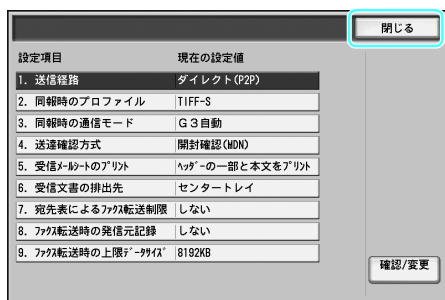 閉じる
設定項目 現在の設定値
1. 送信経路 ダイレクト(P2P)
2. 同報時のプロファイル TIFF-S
3. 同報時の通信モード G3自動
4. 送達確認方式 開封確認(MDN)
5. 受信ﾒｰﾙｼｰﾄのプリント ﾍｯﾀﾞｰの一部と本文をﾌﾟﾘﾝﾄ
6. 受信文書の排出先 センタートレイ
7. 宛先表によるﾌｧｸｽ転送制限 しない
8. ﾌｧｸｽ転送時の発信元記録 しない
9. ﾌｧｸｽ転送時の上限ﾃﾞｰﾀｻｲｽﾞ 8192KB
確認/変更